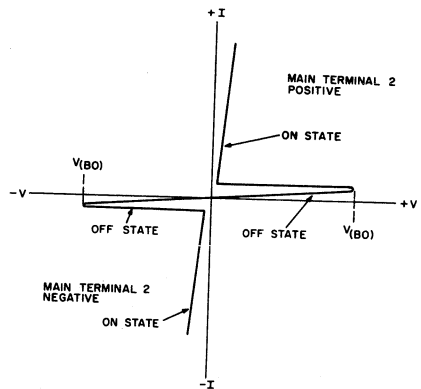 +I
MAIN TERMINAL 2
POSITIVE
ON STATE
V(BO)
-V
+V
OFF STATE
OFF STATE
V(BO)
MAIN TERMINAL 2
NEGATIVE
ON STATE
-I